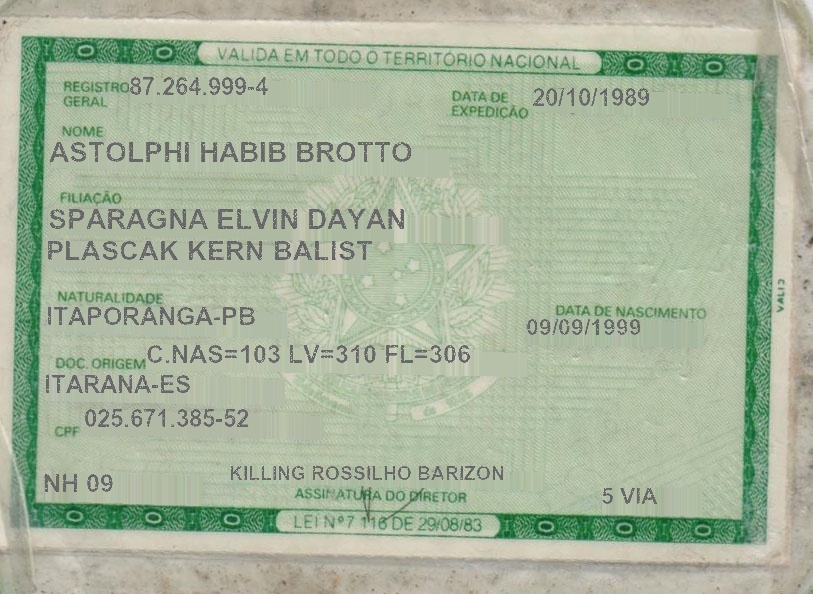 VALIDA EM TODO O TERRITÓRIO NACIONAL
REGISTRO GERAL 87.264.999-4 DATA DE EXPEDIÇÃO 20/10/1989
NOME
ASTOLPHI HABIB BROTTO
FILIAÇÃO
SPARAGNA ELVIN DAYAN
PLASCAK KERN BALIST
NATURALIDADE DATA DE NASCIMENTO
ITAPORANGA-PB 09/09/1999
DOC. ORIGEM C.NAS=103 LV=310 FL=306
ITARANA-ES
CPF 025.671.385-52
KILLING ROSSILHO BARIZON
NH 09 ASSINATURA DO DIRETOR 5 VIA
LEI Nº 7.116 DE 29/08/83
VALID